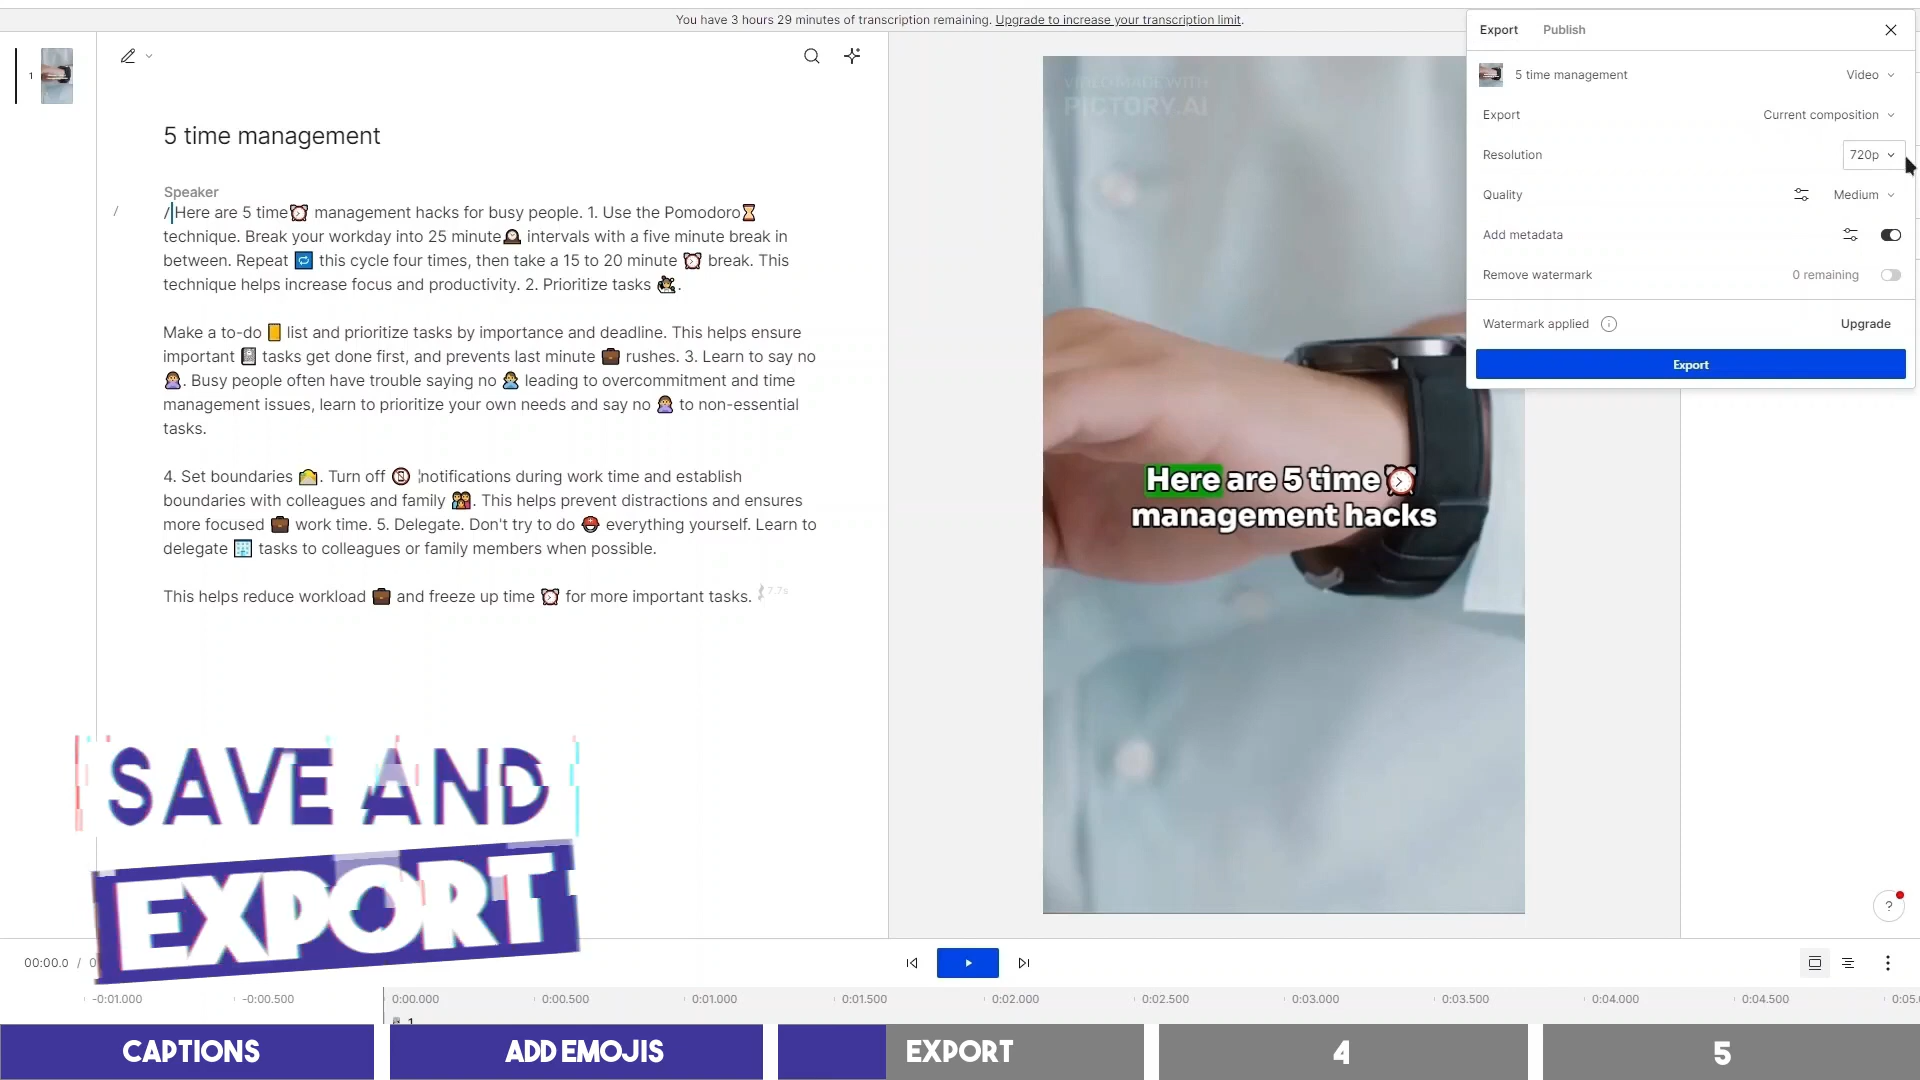 You have 3 hours 29 minutes of transcription remaining. Upgrade to increase your transcription limit.
1
5 time management
Speaker
/
/Here are 5 time⏰ management hacks for busy people. 1. Use the Pomodoro⌛
technique. Break your workday into 25 minute🕰️ intervals with a five minute break in
between. Repeat 🔁 this cycle four times, then take a 15 to 20 minute ⏰ break. This
technique helps increase focus and productivity. 2. Prioritize tasks.
Make a to-do 📒 list and prioritize tasks by importance and deadline. This helps ensure
important 📓 tasks get done first, and prevents last minute 💼 rushes. 3. Learn to say no
🙅. Busy people often have trouble saying no 🙅 leading to overcommitment and time
management issues, learn to prioritize your own needs and say no 🙅 to non-essential
tasks.
4. Set boundaries. Turn off 📵 notifications during work time and establish
boundaries with colleagues and family 👪. This helps prevent distractions and ensures
more focused 💼 work time. 5. Delegate. Don't try to do ⛑️ everything yourself. Learn to
delegate 🏢 tasks to colleagues or family members when possible.
This helps reduce workload 💼 and freeze up time ⏰ for more important tasks. 7.7s
VIDEO MADE WITH
PICTORY.AI
Here are 5 time⏰
management hacks
Export Publish
5 time management Video
Export Current composition
Resolution 720p
Quality Medium
Add metadata
Remove watermark 0 remaining
Watermark applied Upgrade
Export
?
SAVE AND
EXPORT
00:00.0 / 0
-0:01.000 -0:00.500 0:00.000 0:00.500 0:01.000 0:01.500 0:02.000 0:02.500 0:03.000 0:03.500 0:04.000 0:04.500 0:05.
1
CAPTIONS ADD EMOJIS EXPORT 4 5